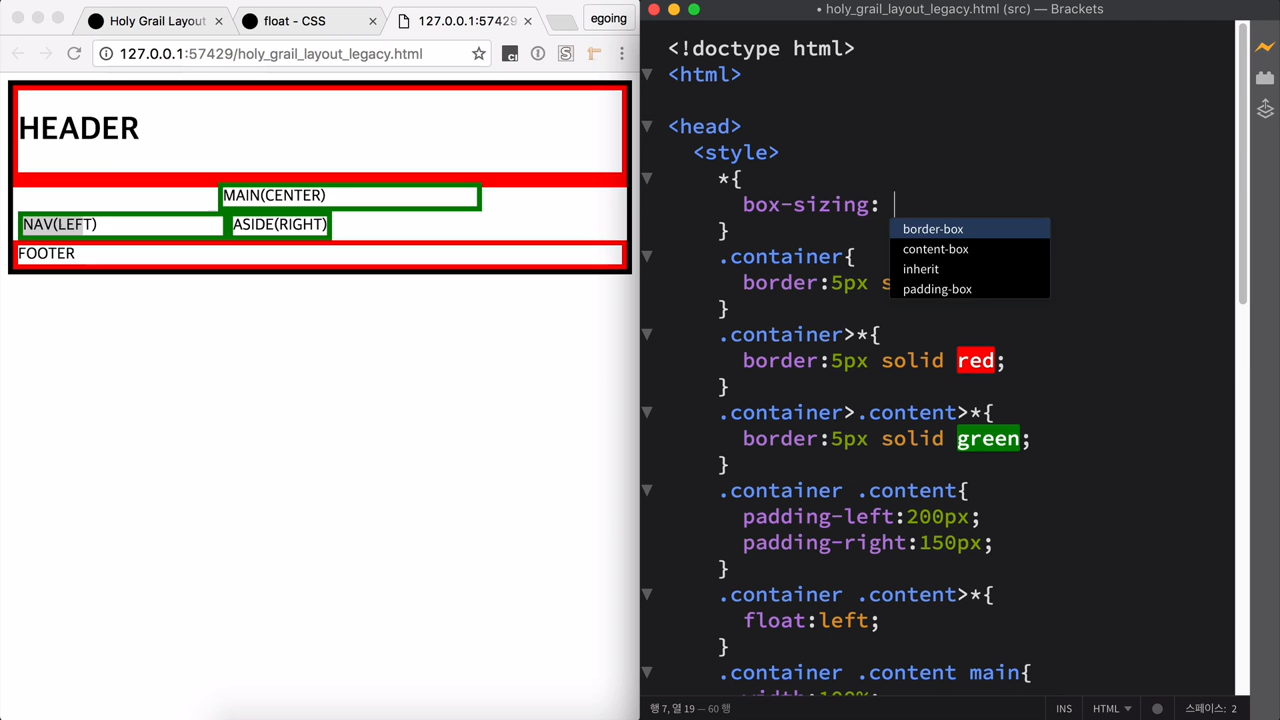 Holy Grail Layout
float - CSS
127.0.0.1:57429
egoing
127.0.0.1:57429/holy_grail_layout_legacy.html
HEADER
MAIN(CENTER)
NAV(LEFT)
ASIDE(RIGHT)
FOOTER
• holy_grail_layout_legacy.html (src) — Brackets
<!doctype html>
<html>
<head>
<style>
*{
box-sizing:
border-box
content-box
inherit
padding-box
}
.container{
border:5px s
}
.container>*{
border:5px solid red;
}
.container>.content>*{
border:5px solid green;
}
.container .content{
padding-left:200px;
padding-right:150px;
}
.container .content>*{
float:left;
}
.container .content main{
width:100%;
행 7, 열 19 — 60 행
INS
HTML
스페이스: 2